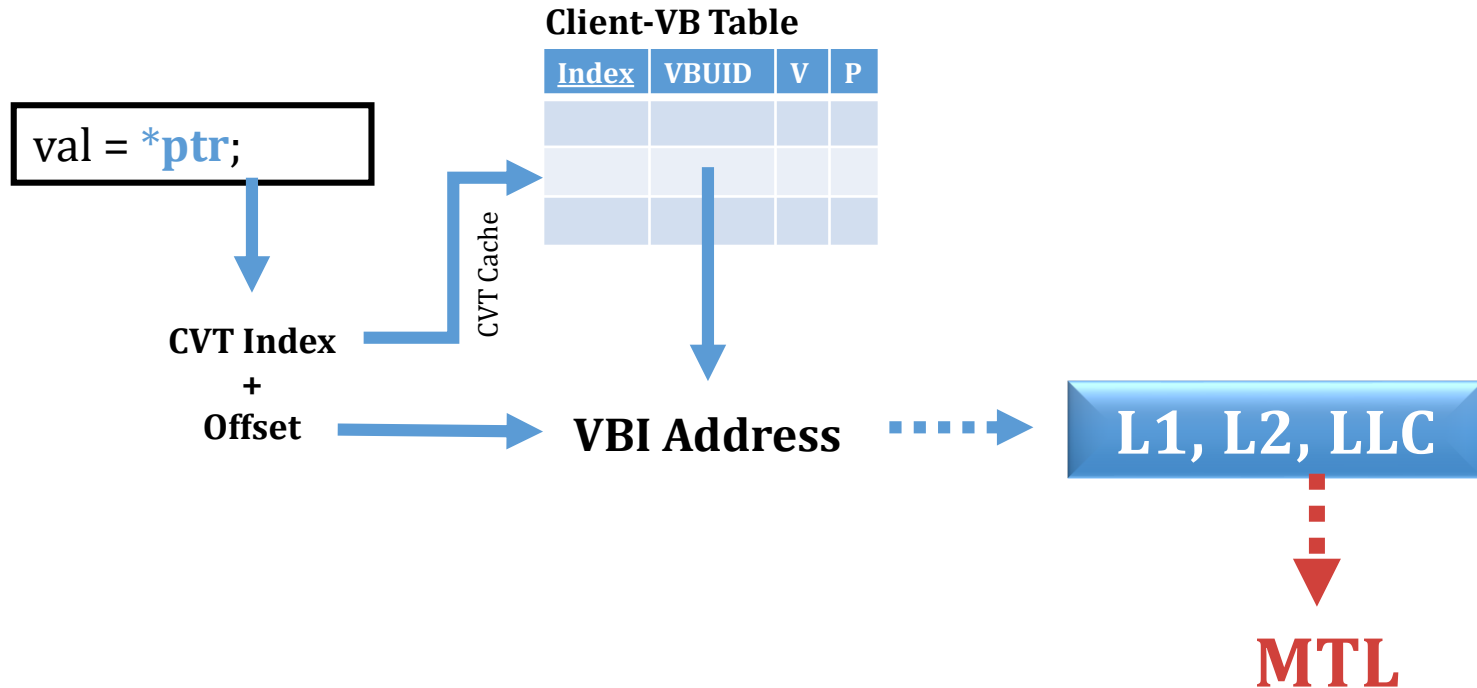 Client-VB Table
Index VBUID V P
val = *ptr;
CVT Cache
CVT Index
+
Offset
VBI Address
L1, L2, LLC
MTL